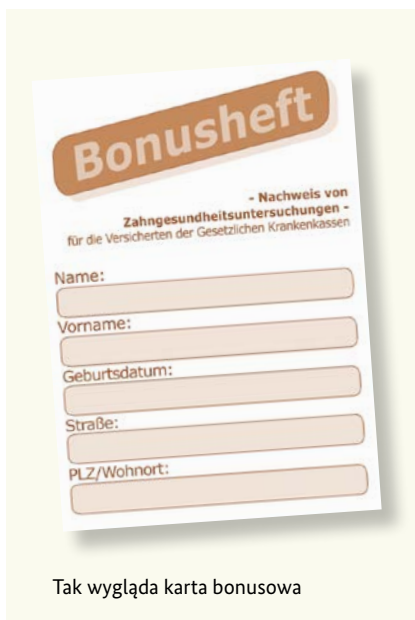 Bonusheft
- Nachweis von
Zahngesundheitsuntersuchungen -
für die Versicherten der Gesetzlichen Krankenkassen
Name:
Vorname:
Geburtsdatum:
Straße:
PLZ/Wohnort:
Tak wygląda karta bonusowa